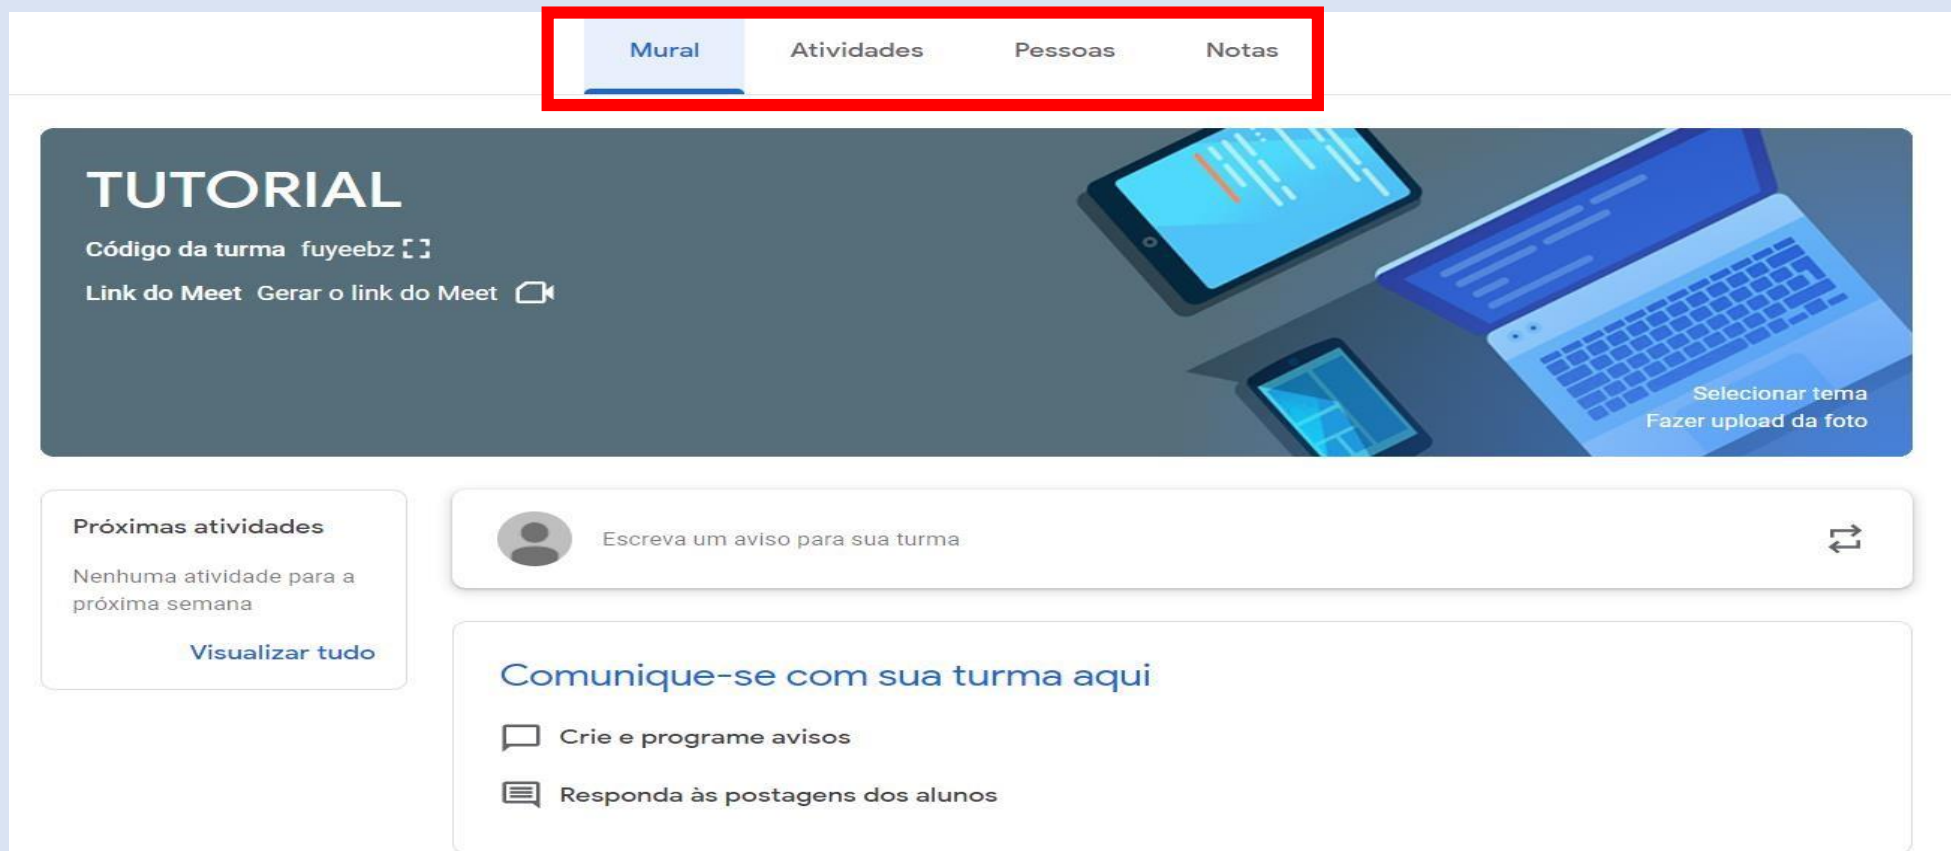 Mural Atividades Pessoas Notas
TUTORIAL
Código da turma fuyeebz
Link do Meet Gerar o link do Meet
Selecionar tema
Fazer upload da foto
Próximas atividades
Nenhuma atividade para a
próxima semana
Visualizar tudo
Escreva um aviso para sua turma
Comunique-se com sua turma aqui
Crie e programe avisos
Responda às postagens dos alunos